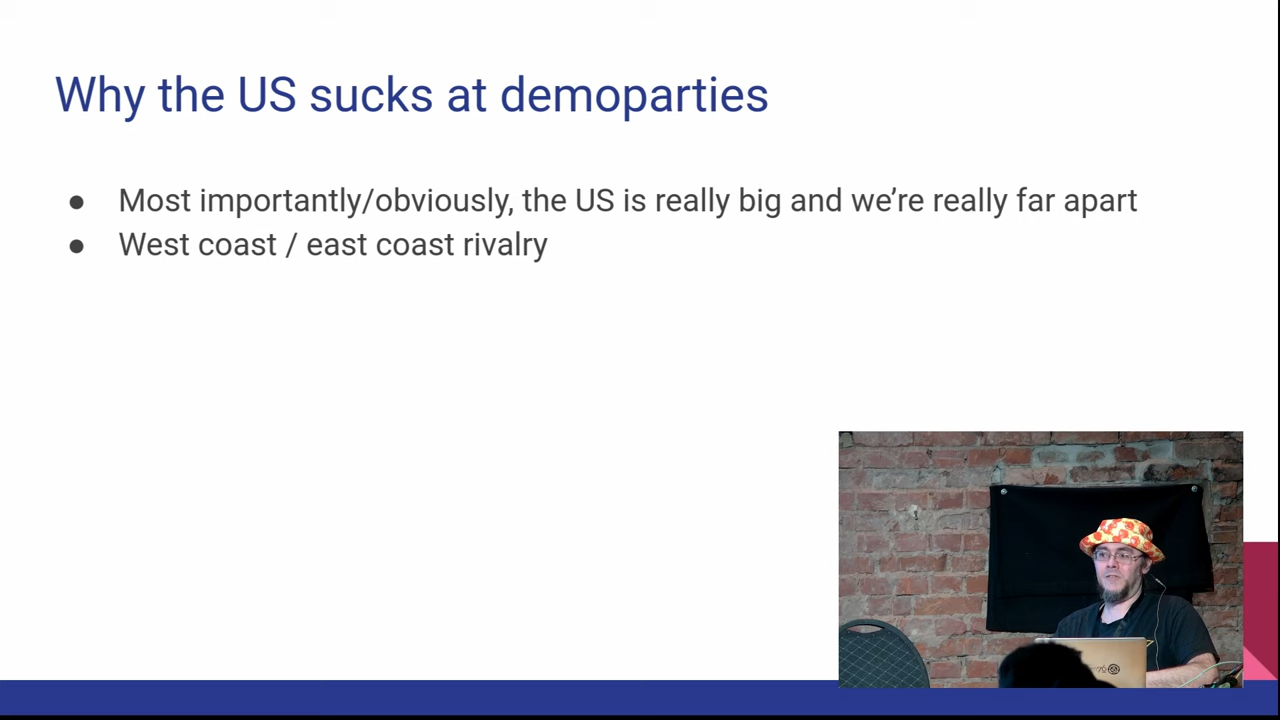 Why the US sucks at demoparties
● Most importantly/obviously, the US is really big and we’re really far apart
● West coast / east coast rivalry